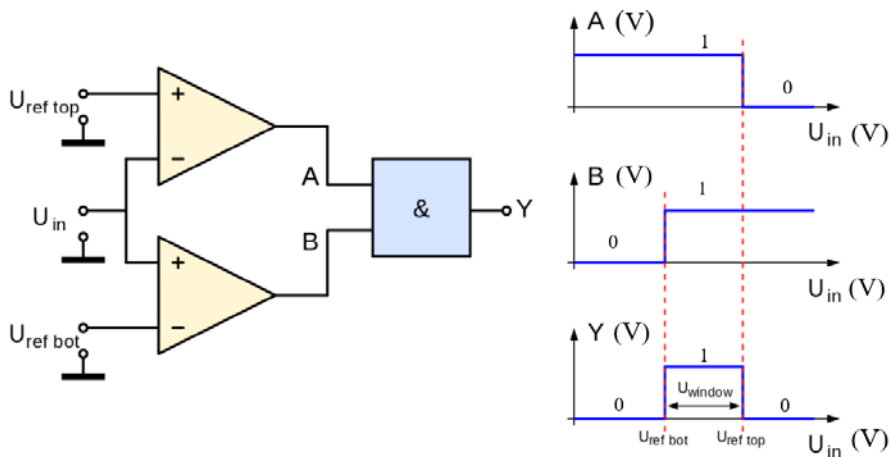 U ref top
+
−
A
U in
&
Y
B
+
U ref bot
−
A (V)
1
0
U in (V)
B (V)
1
0
U in (V)
Y (V)
1
0
U window
0
U ref bot
U ref top
U in (V)